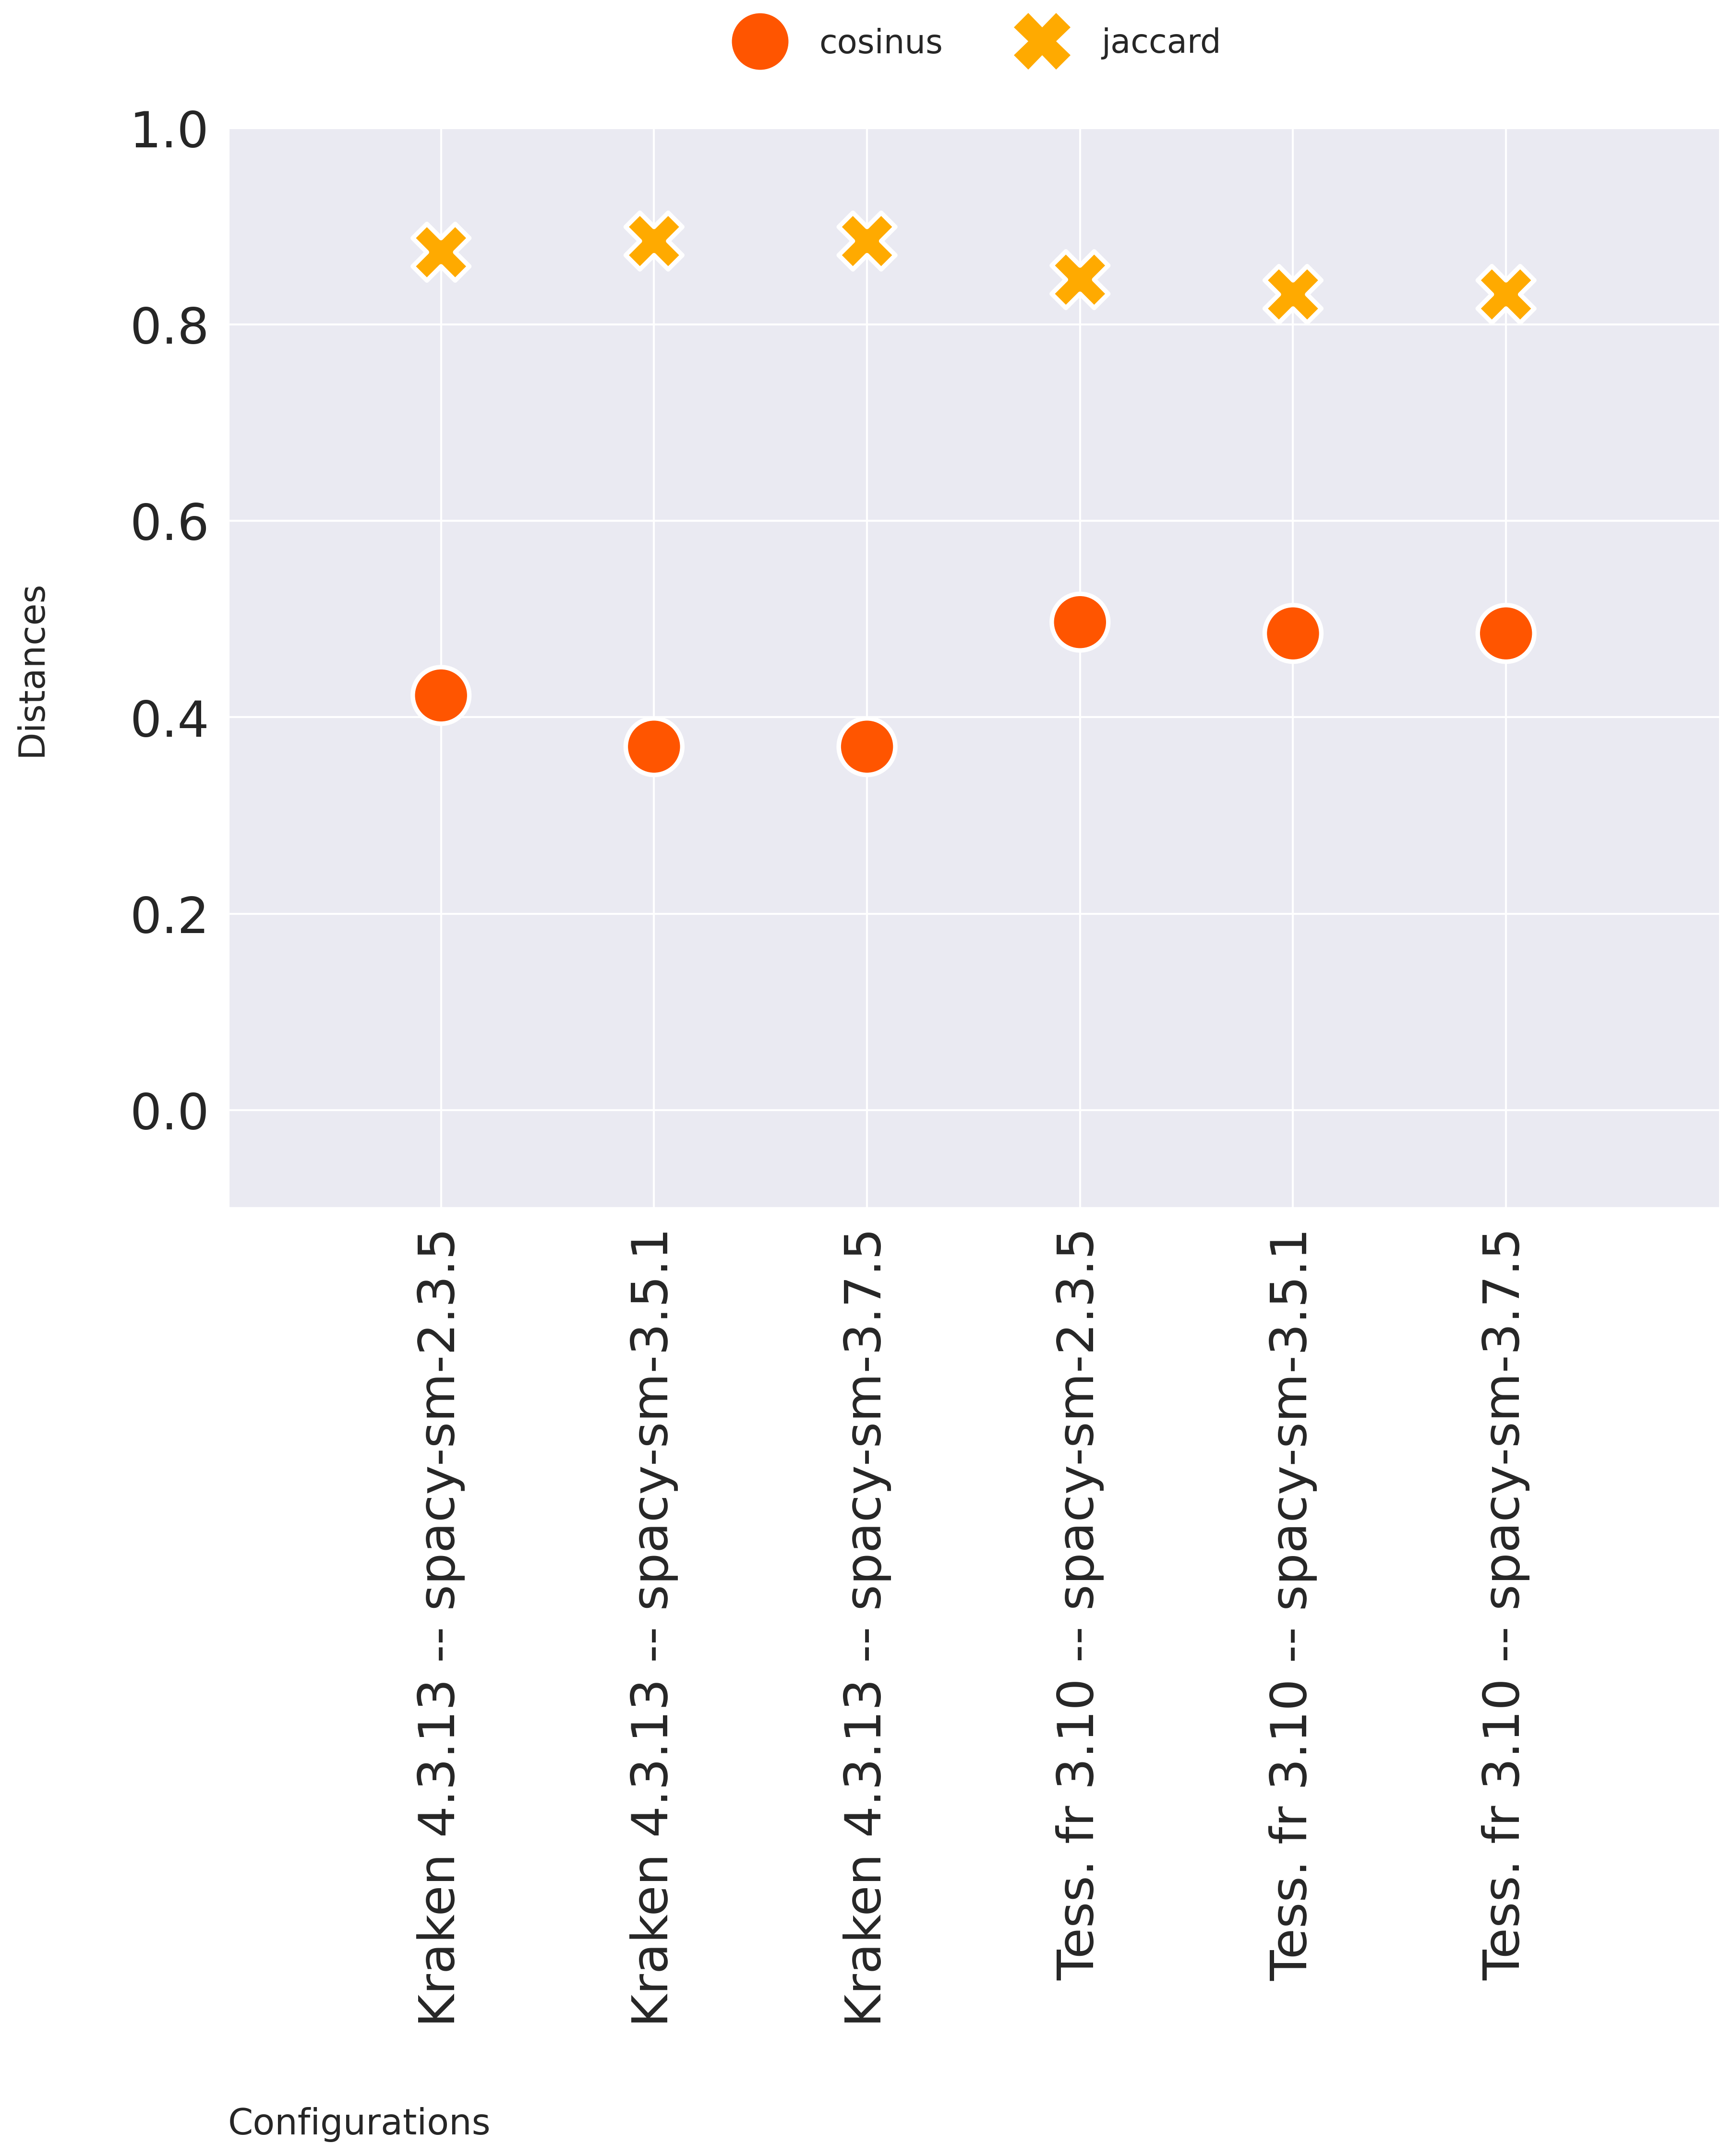 cosinus
jaccard
1.0
0.8
0.6
0.4
0.2
0.0
Distances
Kraken 4.3.13 -- spacy-sm-2.3.5
Kraken 4.3.13 -- spacy-sm-3.5.1
Kraken 4.3.13 -- spacy-sm-3.7.5
Tess. fr 3.10 -- spacy-sm-2.3.5
Tess. fr 3.10 -- spacy-sm-3.5.1
Tess. fr 3.10 -- spacy-sm-3.7.5
Configurations